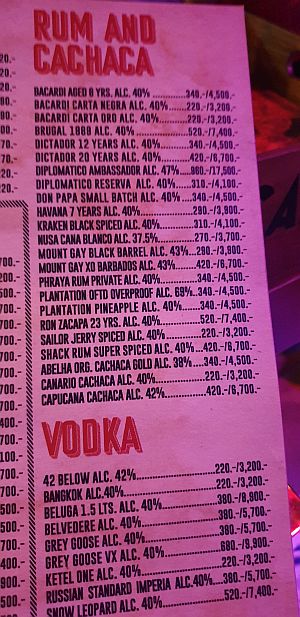 RUM AND
CACHACA
BACARDI AGED 8 YRS. ALC. 40%.............340.-/4,500.-
BACARDI CARTA NEGRA ALC. 40%......220.-/3,200.-
BACARDI CARTA ORO ALC. 40%..........220.-/3,200.-
BRUGAL 1888 ALC. 40%........................520.-/7,400.-
DICTADOR 12 YEARS ALC. 40%..............340.-/4,500.-
DICTADOR 20 YEARS ALC. 40%.............420.-/6,700.-
DIPLOMATICO AMBASSADOR ALC. 47%....960.-/17,500.-
DIPLOMATICO RESERVA ALC. 40%.........310.-/4,100.-
DON PAPA SMALL BATCH ALC. 40%....340.-/4,500.-
HAVANA 7 YEARS ALC. 40%....................290.-/3,900.-
KRAKEN BLACK SPICED ALC. 40%...........310.-/4,100.-
NUSA CANA BLANCO ALC. 37.5%............270.-/3,700.-
MOUNT GAY BLACK BARREL ALC. 43%...290.-/3,900.-
MOUNT GAY XO BARBADOS ALC. 43%......420.-/6,700.-
PHRAYA RUM PRIVATE ALC. 40%..............340.-/4,500.-
PLANTATION OFTD OVERPROOF ALC. 69%...340.-/4,500.-
PLANTATION PINEAPPLE ALC. 40%........340.-/4,500.-
RON ZACAPA 23 YRS. ALC. 40%................520.-/7,400.-
SAILOR JERRY SPICED ALC. 40%...............220.-/3,200.-
SHACK RUM SUPER SPICED ALC. 40%...420.-/6,700.-
ABELHA ORG. CACHACA GOLD ALC. 38%....340.-/4,500.-
CANARIO CACHACA ALC. 40%....................220.-/3,200.-
CAPUCANA CACHACA ALC. 42%...............420.-/6,700.-
VODKA
42 BELOW ALC. 42%........................220.-/3,200.-
BANGKOK ALC.40%............................220.-/3,200.-
BELUGA 1.5 LTS. ALC. 40%................380.-/8,800.-
BELVEDERE ALC. 40%........................380.-/5,700.-
GREY GOOSE ALC. 40%......................380.-/5,700.-
GREY GOOSE VX ALC. 40%................680.-/8,900.-
KETEL ONE ALC. 40%........................220.-/3,200.-
RUSSIAN STANDARD IMPERIA ALC.40%....380.-/5,700.-
SNOW LEOPARD ALC. 40%................520.-/7,400.-